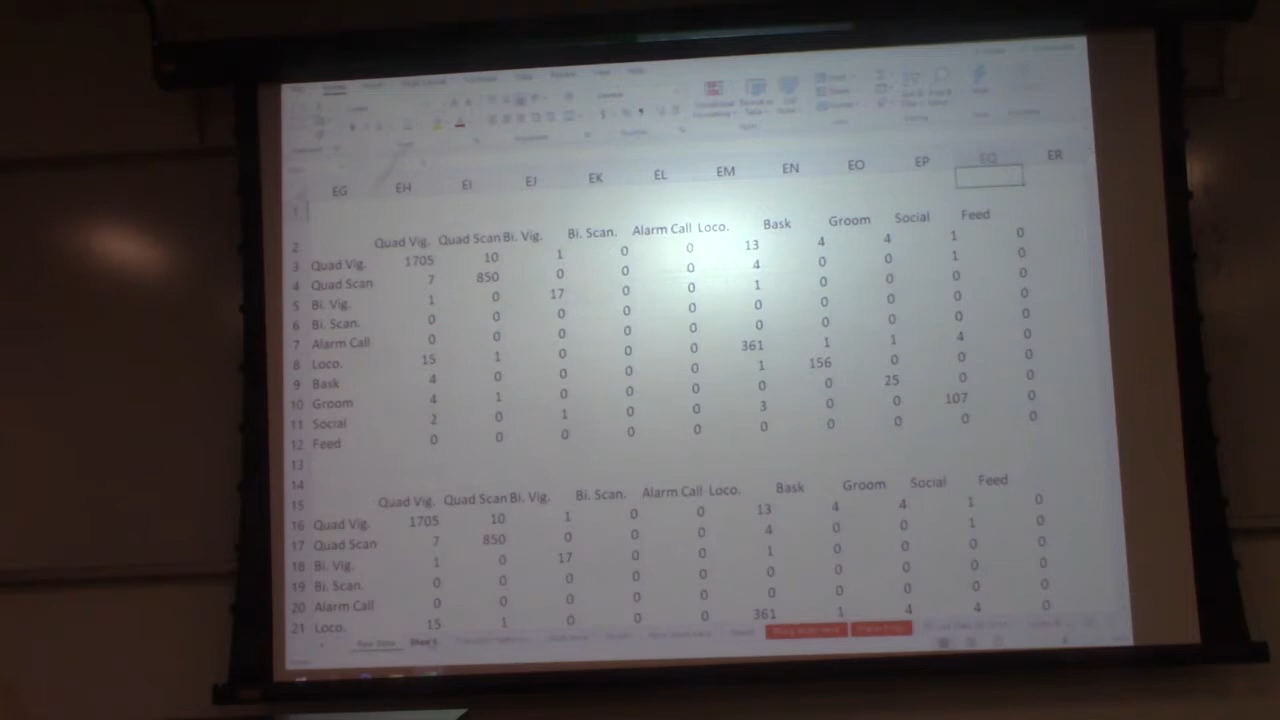 EG EH EI EJ EK EL EM EN EO EP EQ ER
1
2 Quad Vig. Quad Scan Bi. Vig. Bi. Scan. Alarm Call Loco. Bask Groom Social Feed
3 Quad Vig. 1705 10 1 0 0 13 4 4 1 0
4 Quad Scan 7 850 0 0 0 4 0 0 1 0
5 Bi. Vig. 1 0 17 0 0 1 0 0 0 0
6 Bi. Scan. 0 0 0 0 0 0 0 0 0 0
7 Alarm Call 0 0 0 0 0 0 0 0 0 0
8 Loco. 15 1 0 0 0 361 1 1 4 0
9 Bask 4 0 0 0 0 1 156 0 0 0
10 Groom 4 1 0 0 0 0 0 25 0 0
11 Social 2 0 1 0 0 3 0 0 107 0
12 Feed 0 0 0 0 0 0 0 0 0 0
13
14
15 Quad Vig. Quad Scan Bi. Vig. Bi. Scan. Alarm Call Loco. Bask Groom Social Feed
16 Quad Vig. 1705 10 1 0 0 13 4 4 1 0
17 Quad Scan 7 850 0 0 0 4 0 0 1 0
18 Bi. Vig. 1 0 17 0 0 1 0 0 0 0
19 Bi. Scan. 0 0 0 0 0 0 0 0 0 0
20 Alarm Call 0 0 0 0 0 0 0 0 0 0
21 Loco. 15 1 0 0 0 361 1 4 4 0